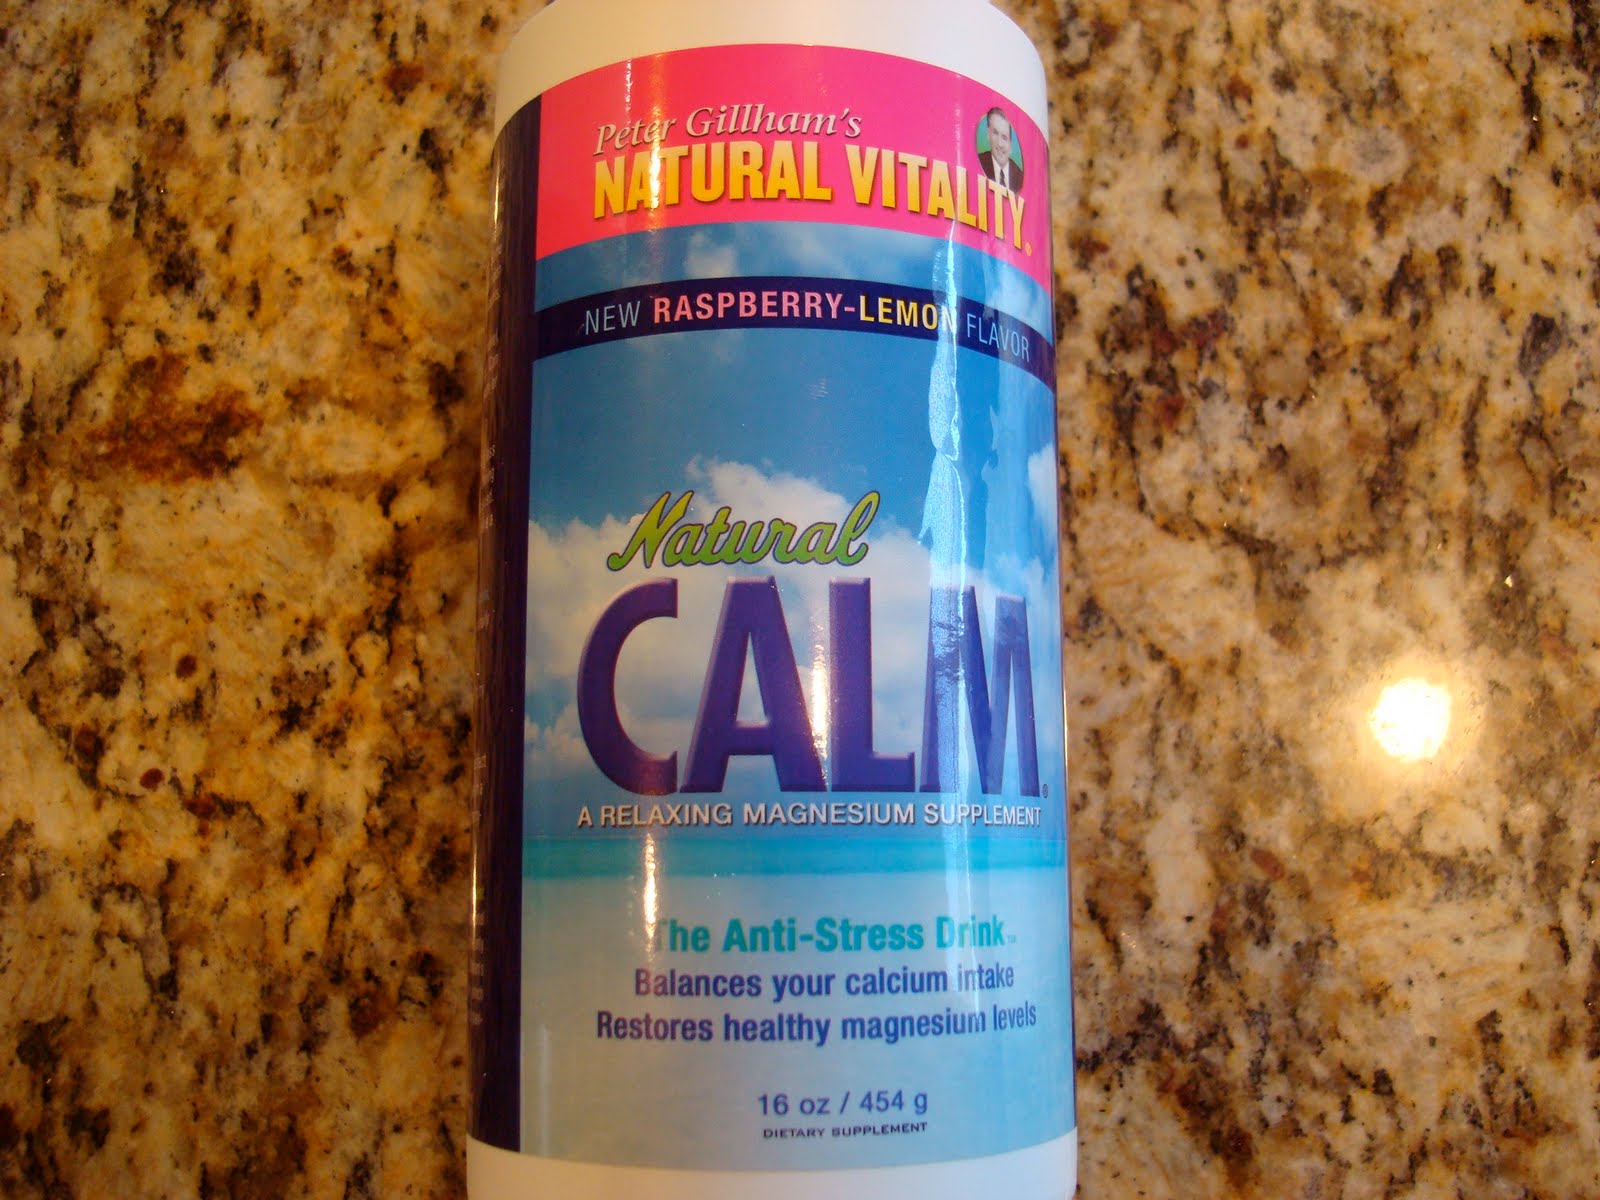 Peter Gillham's
NATURAL VITALITY®
NEW RASPBERRY-LEMON FLAVOR
Natural
CALM®
A RELAXING MAGNESIUM SUPPLEMENT
The Anti-Stress Drink™
Balances your calcium intake
Restores healthy magnesium levels
16 oz / 454 g
DIETARY SUPPLEMENT